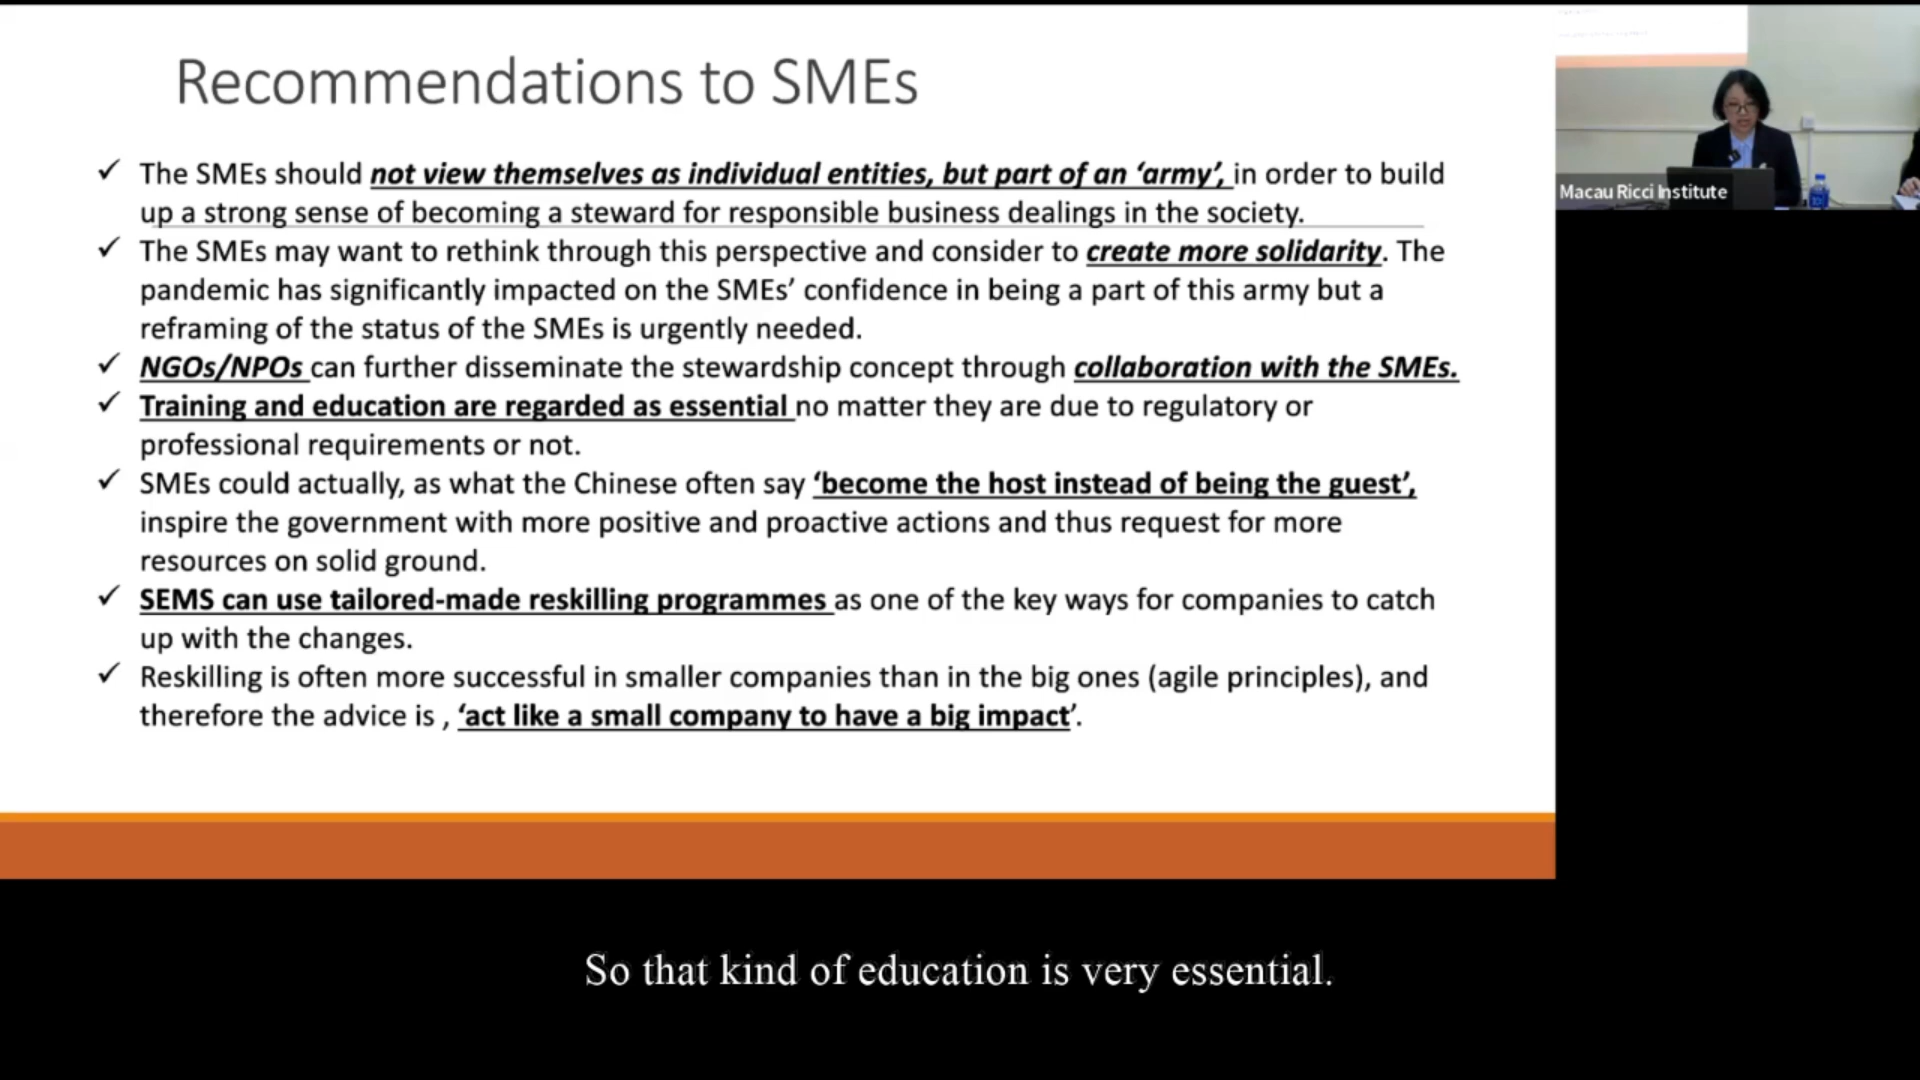 Recommendations to SMEs
✓ The SMEs should not view themselves as individual entities, but part of an ‘army’, in order to build
up a strong sense of becoming a steward for responsible business dealings in the society.
✓ The SMEs may want to rethink through this perspective and consider to create more solidarity. The
pandemic has significantly impacted on the SMEs’ confidence in being a part of this army but a
reframing of the status of the SMEs is urgently needed.
✓ NGOs/NPOs can further disseminate the stewardship concept through collaboration with the SMEs.
✓ Training and education are regarded as essential no matter they are due to regulatory or
professional requirements or not.
✓ SMEs could actually, as what the Chinese often say ‘become the host instead of being the guest’,
inspire the government with more positive and proactive actions and thus request for more
resources on solid ground.
✓ SEMS can use tailored-made reskilling programmes as one of the key ways for companies to catch
up with the changes.
✓ Reskilling is often more successful in smaller companies than in the big ones (agile principles), and
therefore the advice is , ‘act like a small company to have a big impact’.
Macau Ricci Institute
So that kind of education is very essential.